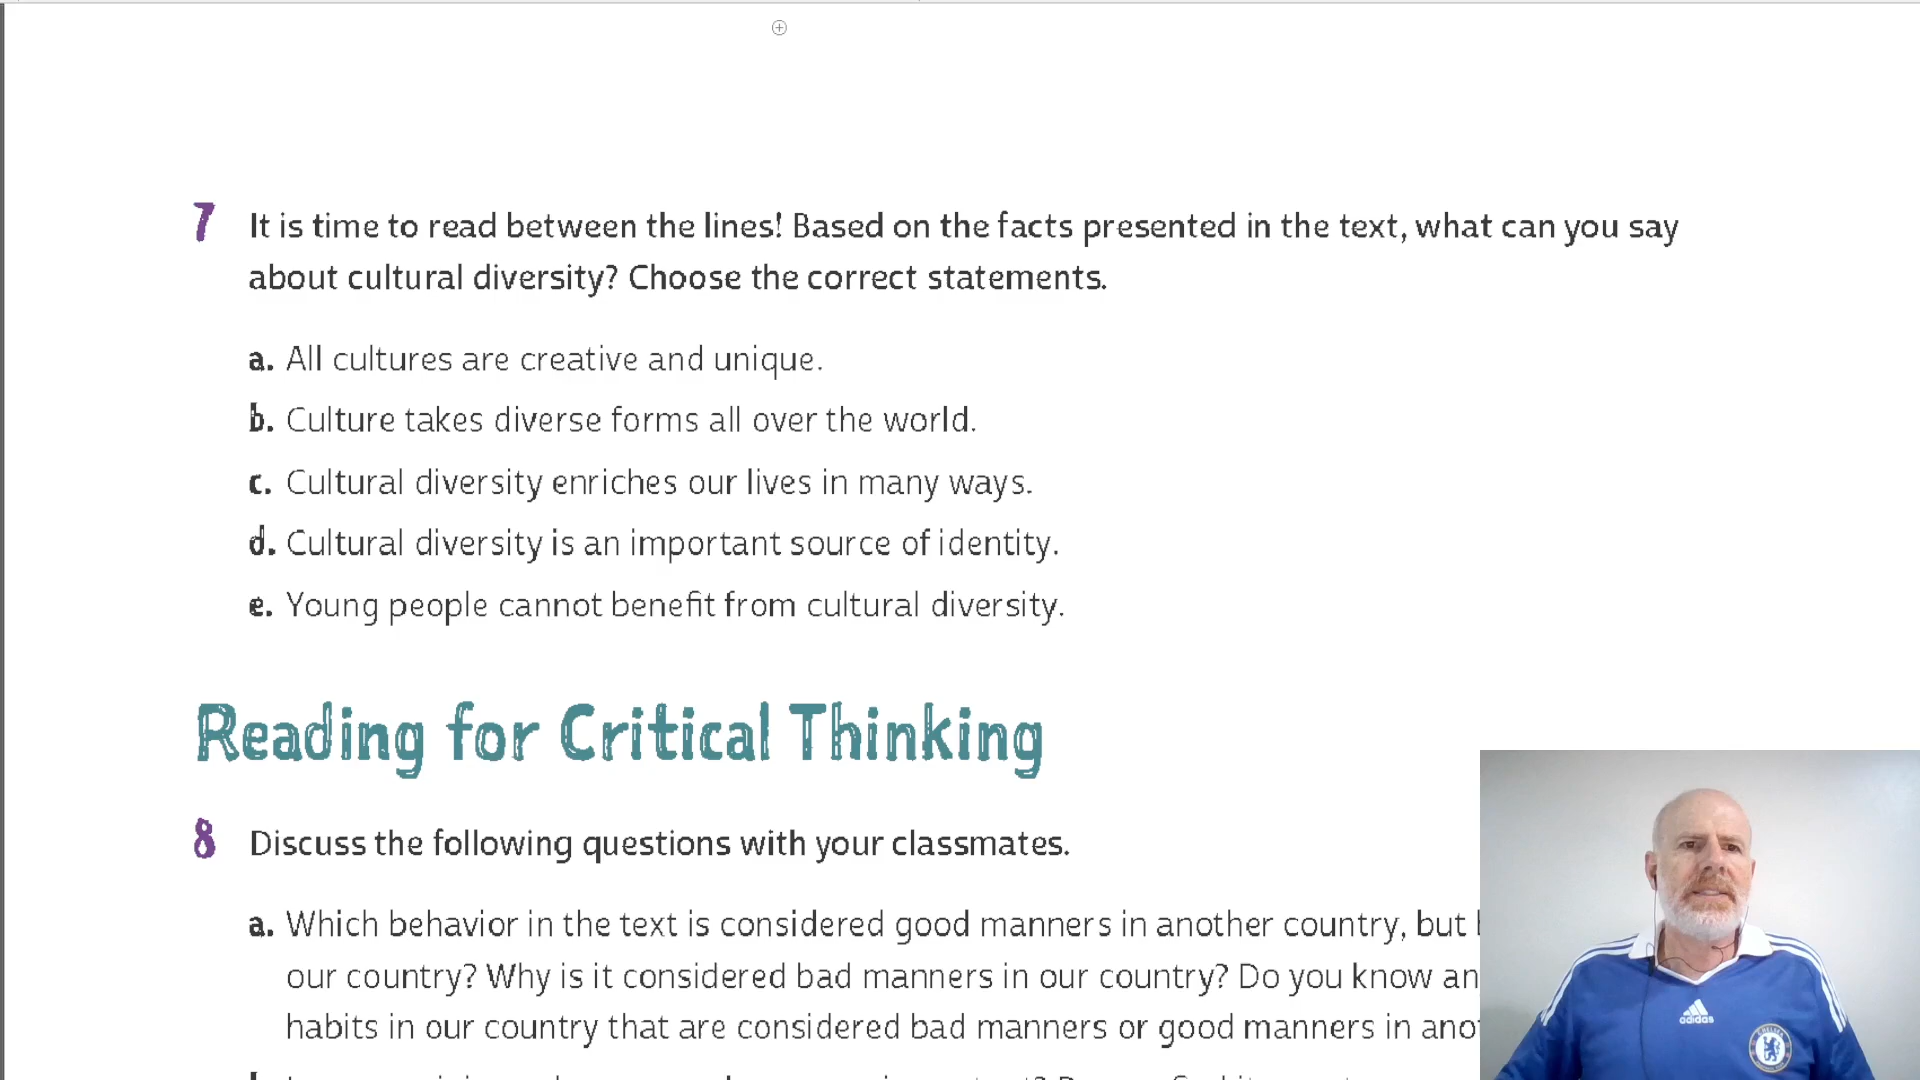 7 It is time to read between the lines! Based on the facts presented in the text, what can you say
about cultural diversity? Choose the correct statements.
a. All cultures are creative and unique.
b. Culture takes diverse forms all over the world.
c. Cultural diversity enriches our lives in many ways.
d. Cultural diversity is an important source of identity.
e. Young people cannot benefit from cultural diversity.
Reading for Critical Thinking
8 Discuss the following questions with your classmates.
a. Which behavior in the text is considered good manners in another country, but
our country? Why is it considered bad manners in our country? Do you know
habits in our country that are considered bad manners or good manners in
adidas
CHELSEA